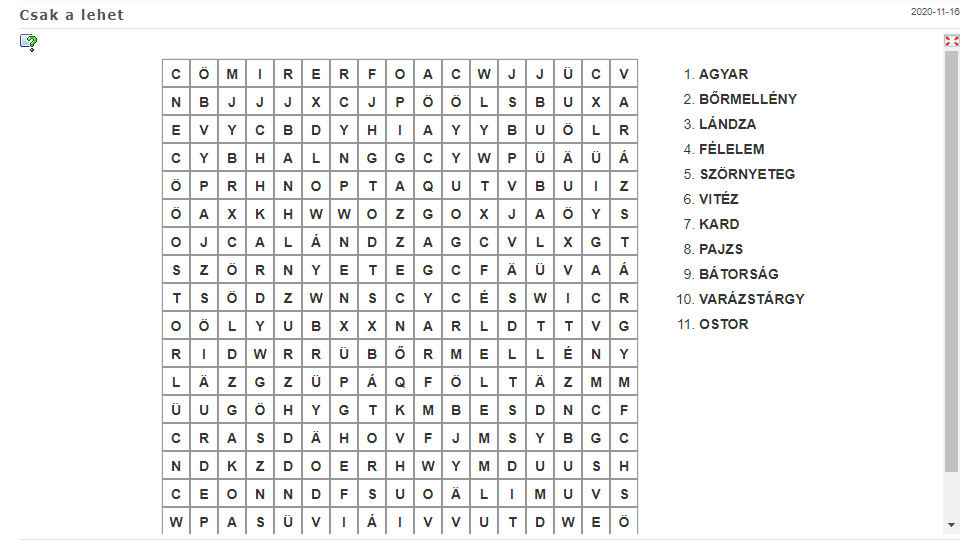 Csak a lehet
2020-11-16
C Ö M I R E R F O A C W J J Ü C V
N B J J J X C J P Ö Ö L S B U X A
E V Y C B D Y H I A Y Y B U Ö L R
C Y B H A L N G G C Y W P Ü Ä Ü Á
Ö P R H N O P T A Q U T V B U I Z
Ö A X K H W W O Z G O X J A Ö Y S
O J C A L Á N D Z A G C V L X G T
S Z Ö R N Y E T E G C F Ä Ü V A Á
T S Ö D Z W N S C Y C É S W I C R
O Ö L Y U B X X N A R L D T T V G
R I D W R R Ü B Ő R M E L L É N Y
L Ä Z G Z Ü P Á Q F Ö L T Ä Z M M
Ü U G Ö H Y G T K M B E S D N C F
C R A S D Ä H O V F J M S Y B G C
N D K Z D O E R H W Y M D U U S H
C E O N N D F S U O Ä L I M U V S
W P A S Ü V I Á I V V U T D W E Ö
1. AGYAR
2. BŐRMELLÉNY
3. LÁNDZA
4. FÉLELEM
5. SZÖRNYETEG
6. VITÉZ
7. KARD
8. PAJZS
9. BÁTORSÁG
10. VARÁZSTÁRGY
11. OSTOR